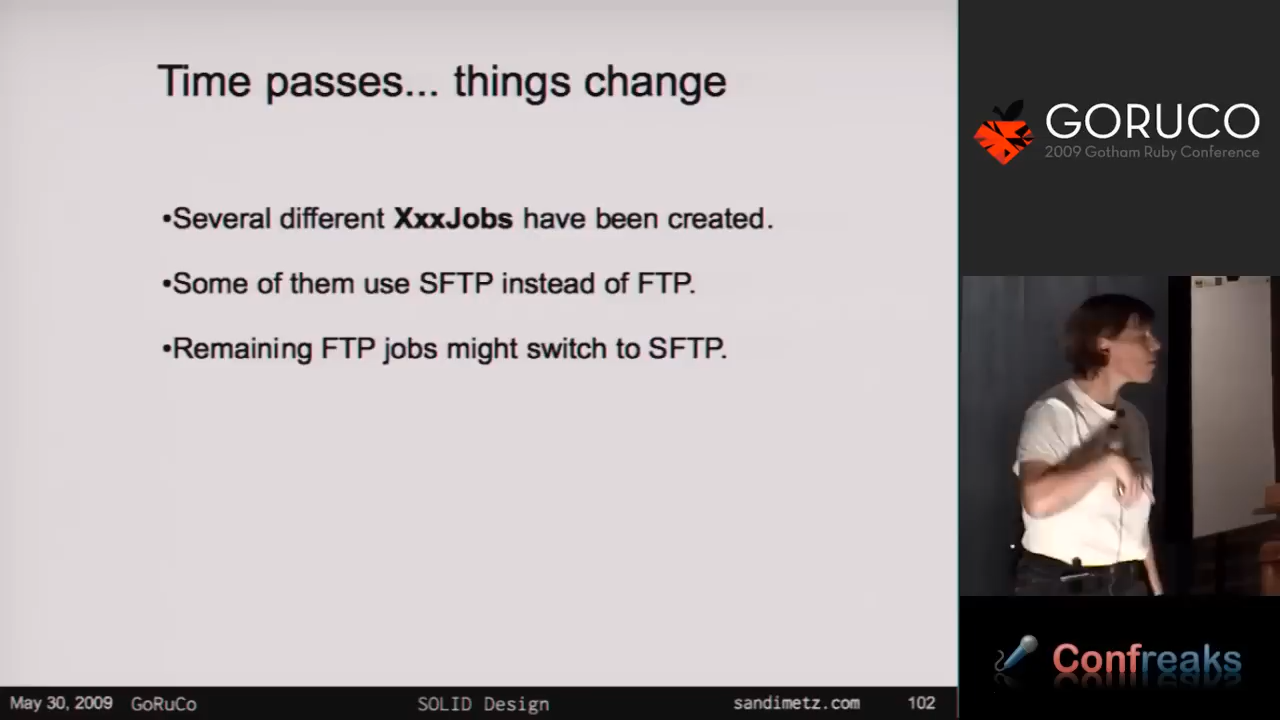 Time passes... things change
•Several different XxxJobs have been created.
•Some of them use SFTP instead of FTP.
•Remaining FTP jobs might switch to SFTP.
May 30, 2009 GoRuCo SOLID Design sandimetz.com 102
GORUCO
2009 Gotham Ruby Conference
Confreaks